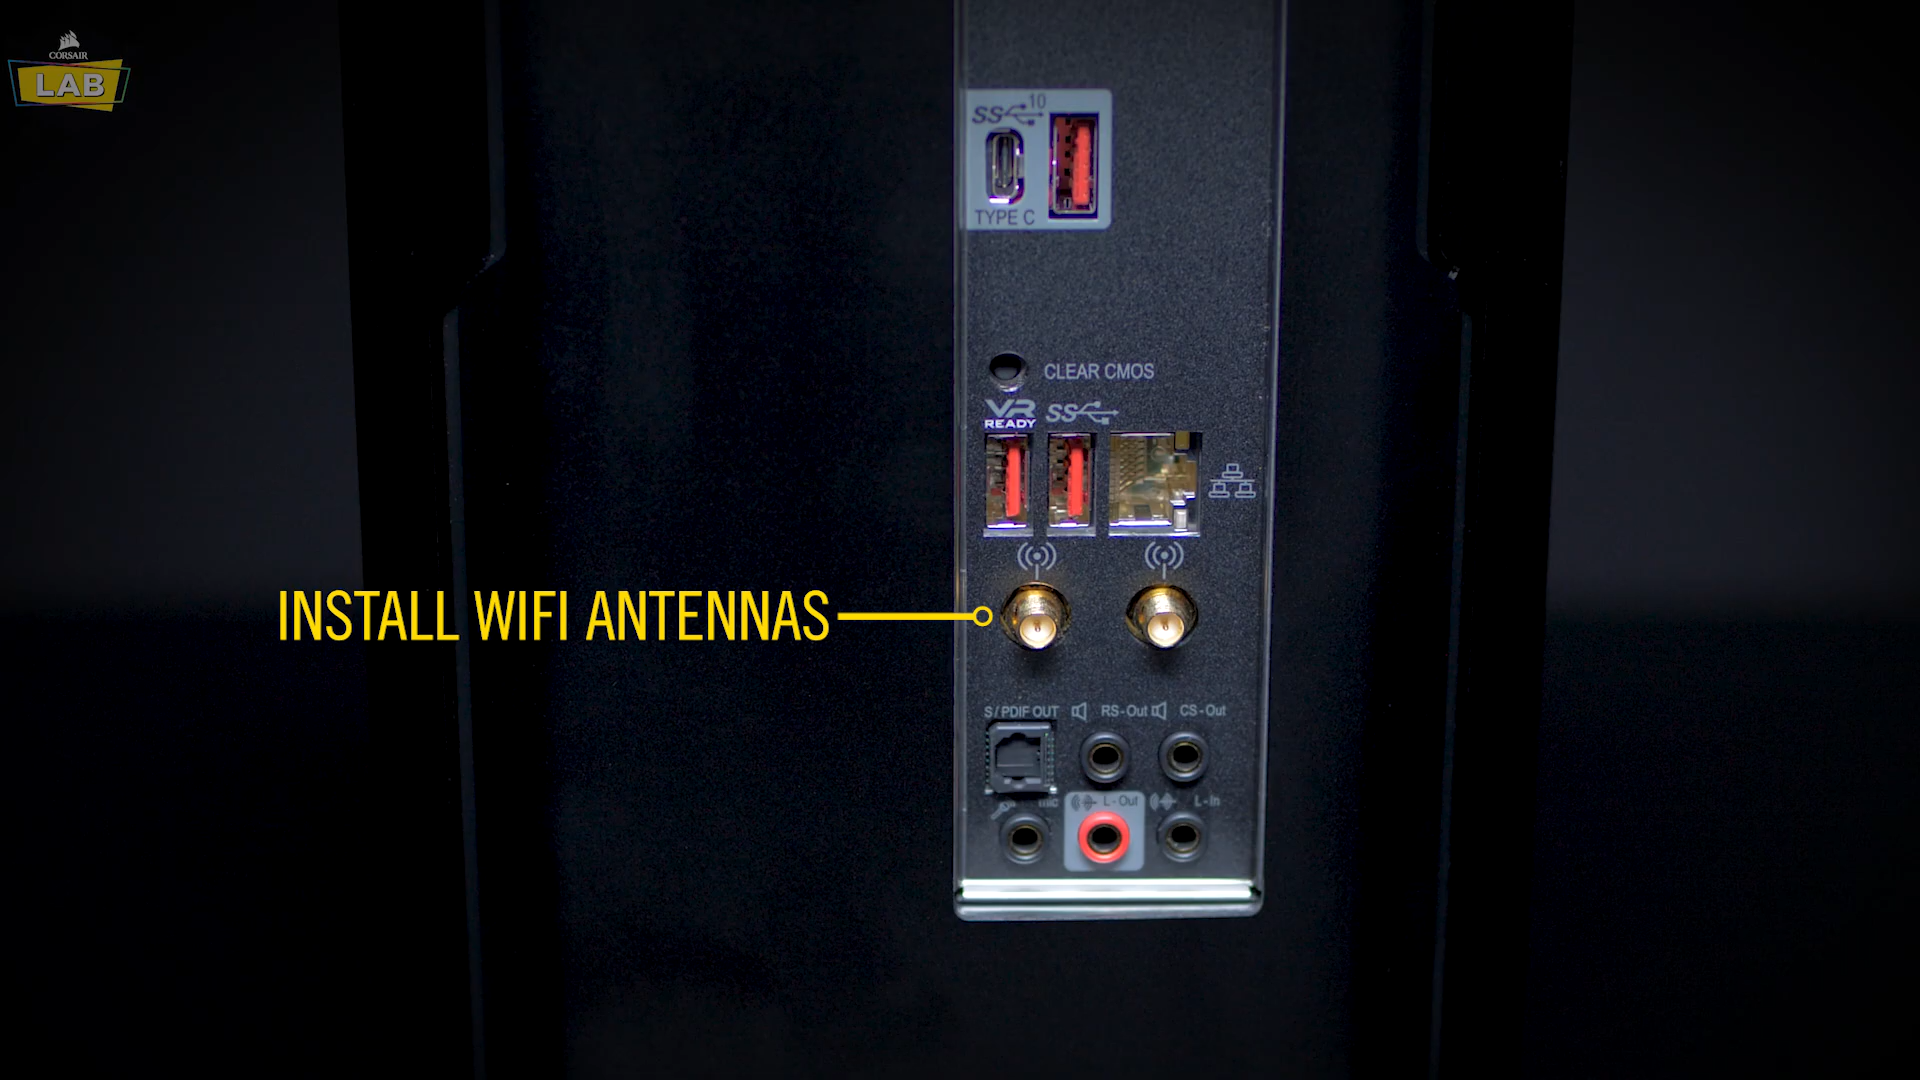 CORSAIR
LAB
SS 10
TYPE C
CLEAR CMOS
VR SS
READY
INSTALL WIFI ANTENNAS
S/PDIF OUT RS-Out CS-Out
mic L-Out L-In